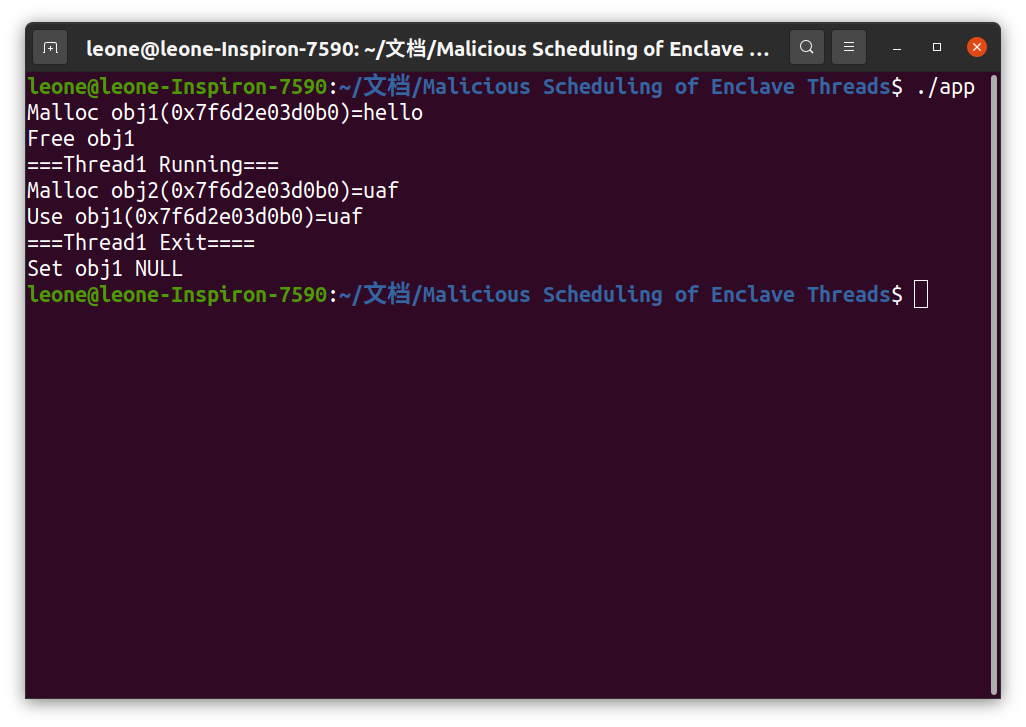 leone@leone-Inspiron-7590: ~/文档/Malicious Scheduling of Enclave ...
leone@leone-Inspiron-7590:~/文档/Malicious Scheduling of Enclave Threads$ ./app
Malloc obj1(0x7f6d2e03d0b0)=hello
Free obj1
===Thread1 Running===
Malloc obj2(0x7f6d2e03d0b0)=uaf
Use obj1(0x7f6d2e03d0b0)=uaf
===Thread1 Exit====
Set obj1 NULL
leone@leone-Inspiron-7590:~/文档/Malicious Scheduling of Enclave Threads$